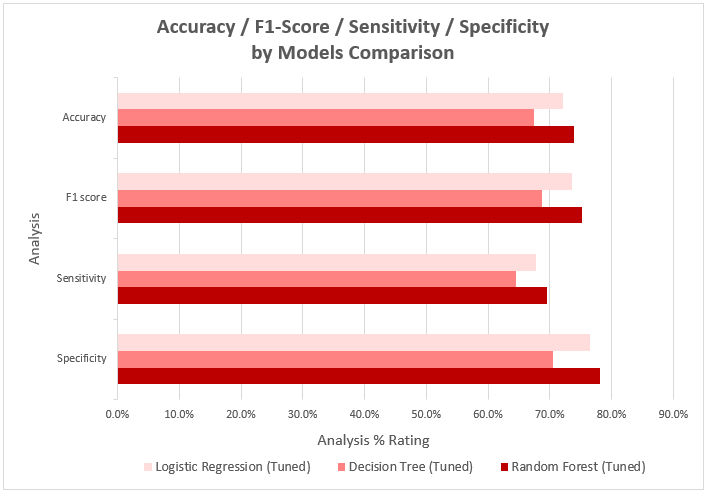 Accuracy / F1-Score / Sensitivity / Specificity
by Models Comparison
Analysis
Accuracy
F1 score
Sensitivity
Specificity
0.0% 10.0% 20.0% 30.0% 40.0% 50.0% 60.0% 70.0% 80.0% 90.0%
Analysis % Rating
Logistic Regression (Tuned) Decision Tree (Tuned) Random Forest (Tuned)